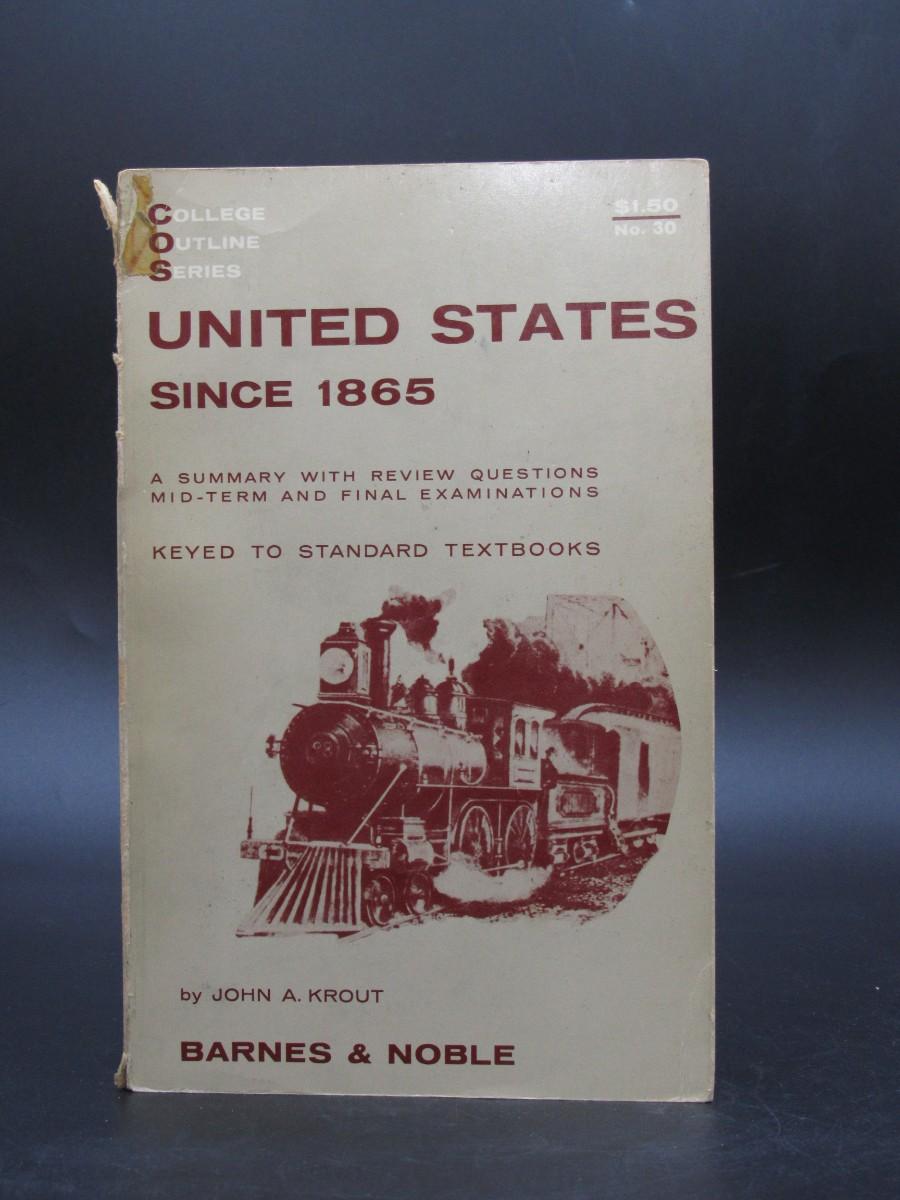 COLLEGE
OUTLINE
SERIES
$1.50
No. 30
UNITED STATES
SINCE 1865
A SUMMARY WITH REVIEW QUESTIONS
MID-TERM AND FINAL EXAMINATIONS
KEYED TO STANDARD TEXTBOOKS
by JOHN A. KROUT
BARNES & NOBLE